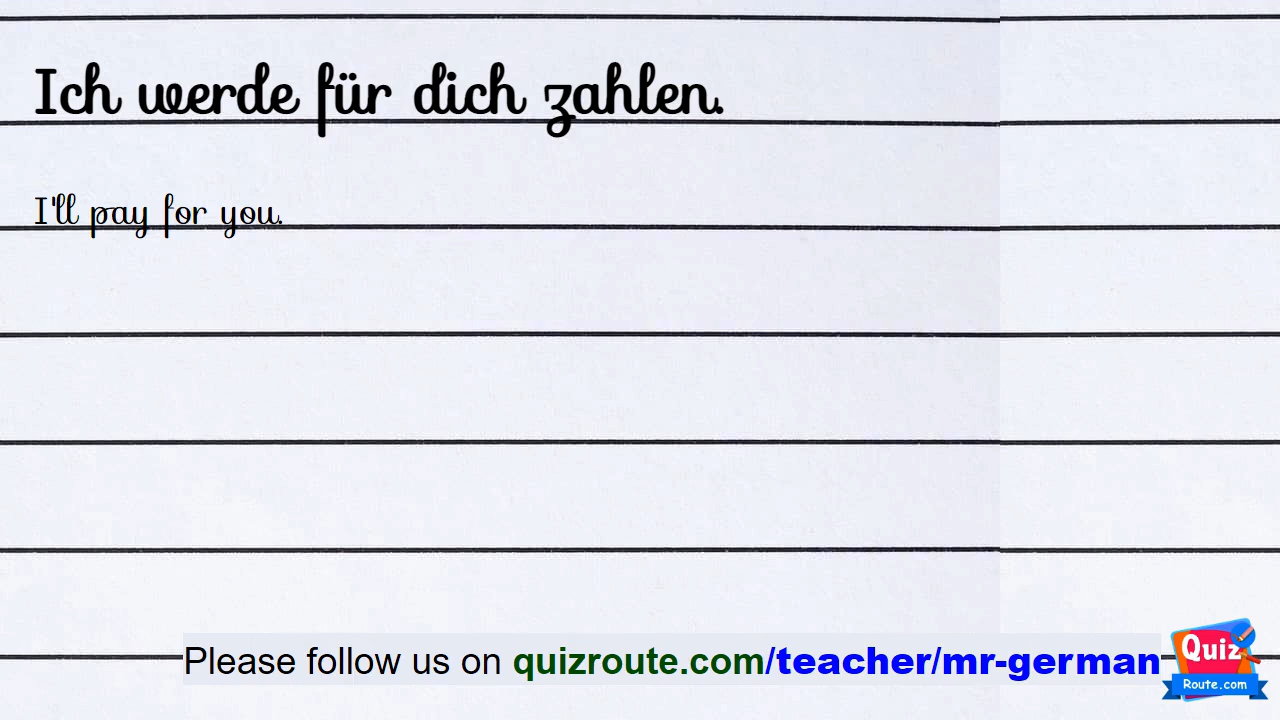 Ich werde für dich zahlen.
I'll pay for you.
Please follow us on quizroute.com/teacher/mr-german
Quiz
Route.com